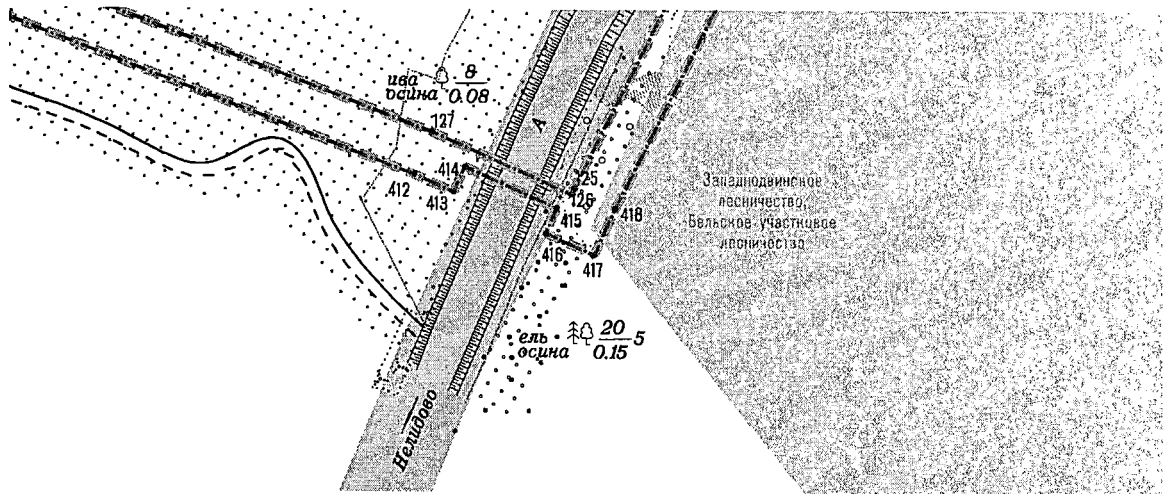 ива
осина
8
0.08
127
А
414
412
413
125
126
415
418
416
417
Западнодвинское
лесничество,
Бельское участковое
лесничество
ель
осина
20
0.15
5
Нелидово